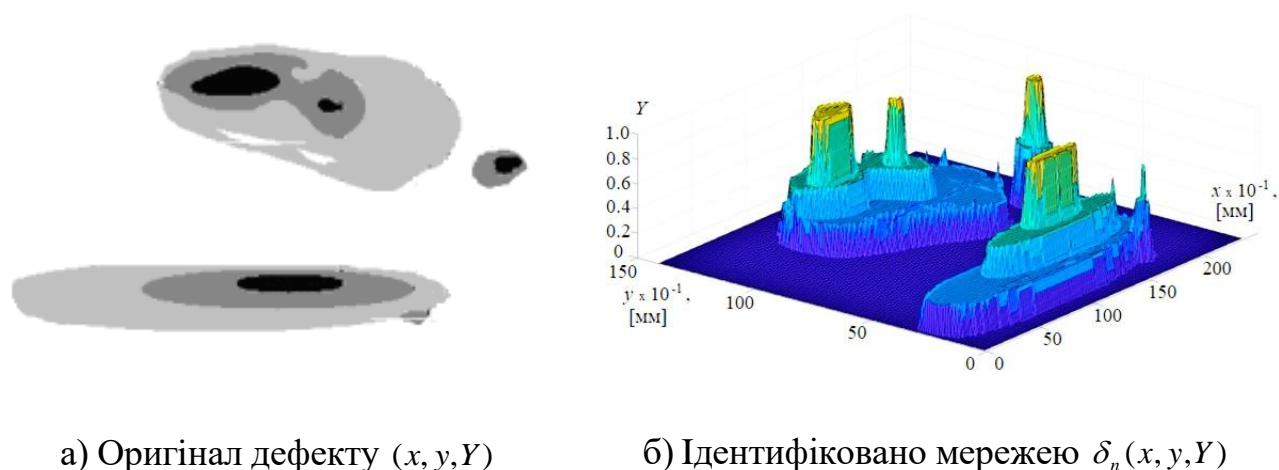 Y
1.0
0.8
0.6
0.4
0.2
0
150
100
50
0
y x 10⁻¹,
[мм]
0
50
100
150
200
x x 10⁻¹,
[мм]
а) Оригінал дефекту (x, y,Y)
б) Ідентифіковано мережею δₙ(x, y,Y)